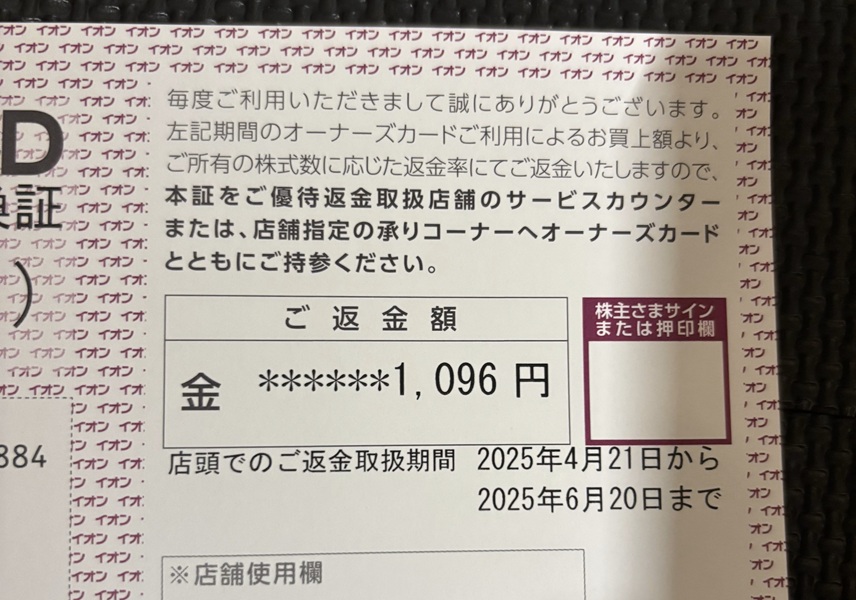 D
証
)
毎度ご利用いただきまして誠にありがとうございます。
左記期間のオーナーズカードご利用によるお買上額より、
ご所有の株式数に応じた返金率にてご返金いたしますので、
本証をご優待返金取扱店舗のサービスカウンター
または、店舗指定の承りコーナーへオーナーズカード
とともにご持参ください。
ご返金額
金 ******1,096 円
株主さまサイン
または押印欄
884
店頭でのご返金取扱期間 2025年4月21日から
2025年6月20日まで
※店舗使用欄